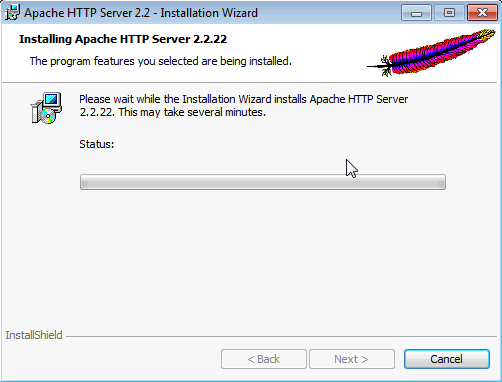 Apache HTTP Server 2.2 - Installation Wizard
Installing Apache HTTP Server 2.2.22
The program features you selected are being installed.
Please wait while the Installation Wizard installs Apache HTTP Server
2.2.22. This may take several minutes.
Status:
InstallShield
< Back
Next >
Cancel